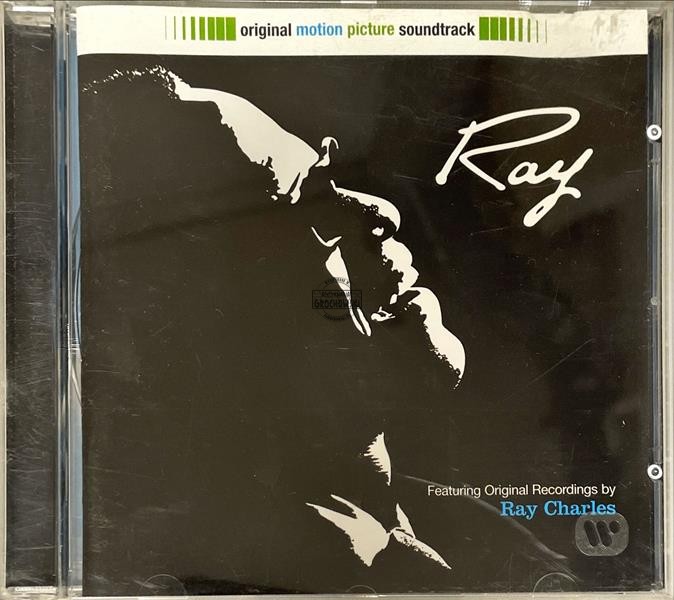 original motion picture soundtrack
Ray
Featuring Original Recordings by
Ray Charles